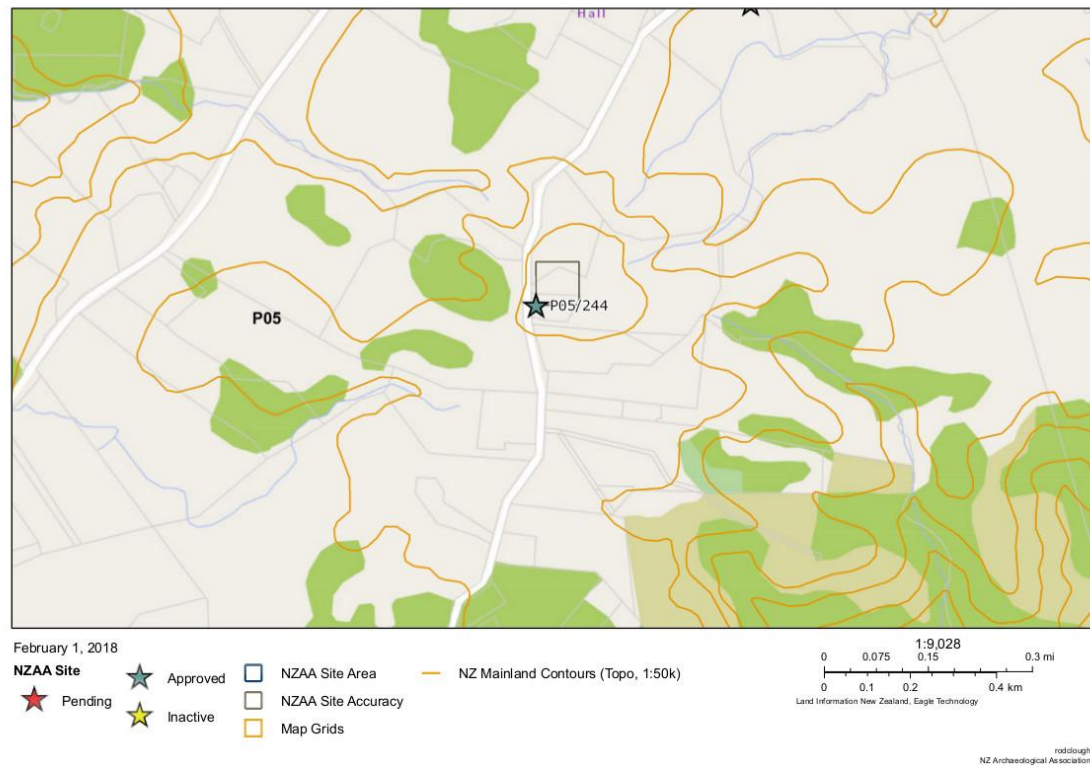 Hall
P05/244
P05
February 1, 2018
NZAA Site
Pending
Approved
Inactive
NZAA Site Area
NZAA Site Accuracy
Map Grids
NZ Mainland Contours (Topo, 1:50k)
1:9,028
0 0.075 0.15 0.3 mi
0 0.1 0.2 0.4 km
Land Information New Zealand, Eagle Technology
rodclough
NZ Archaeological Association